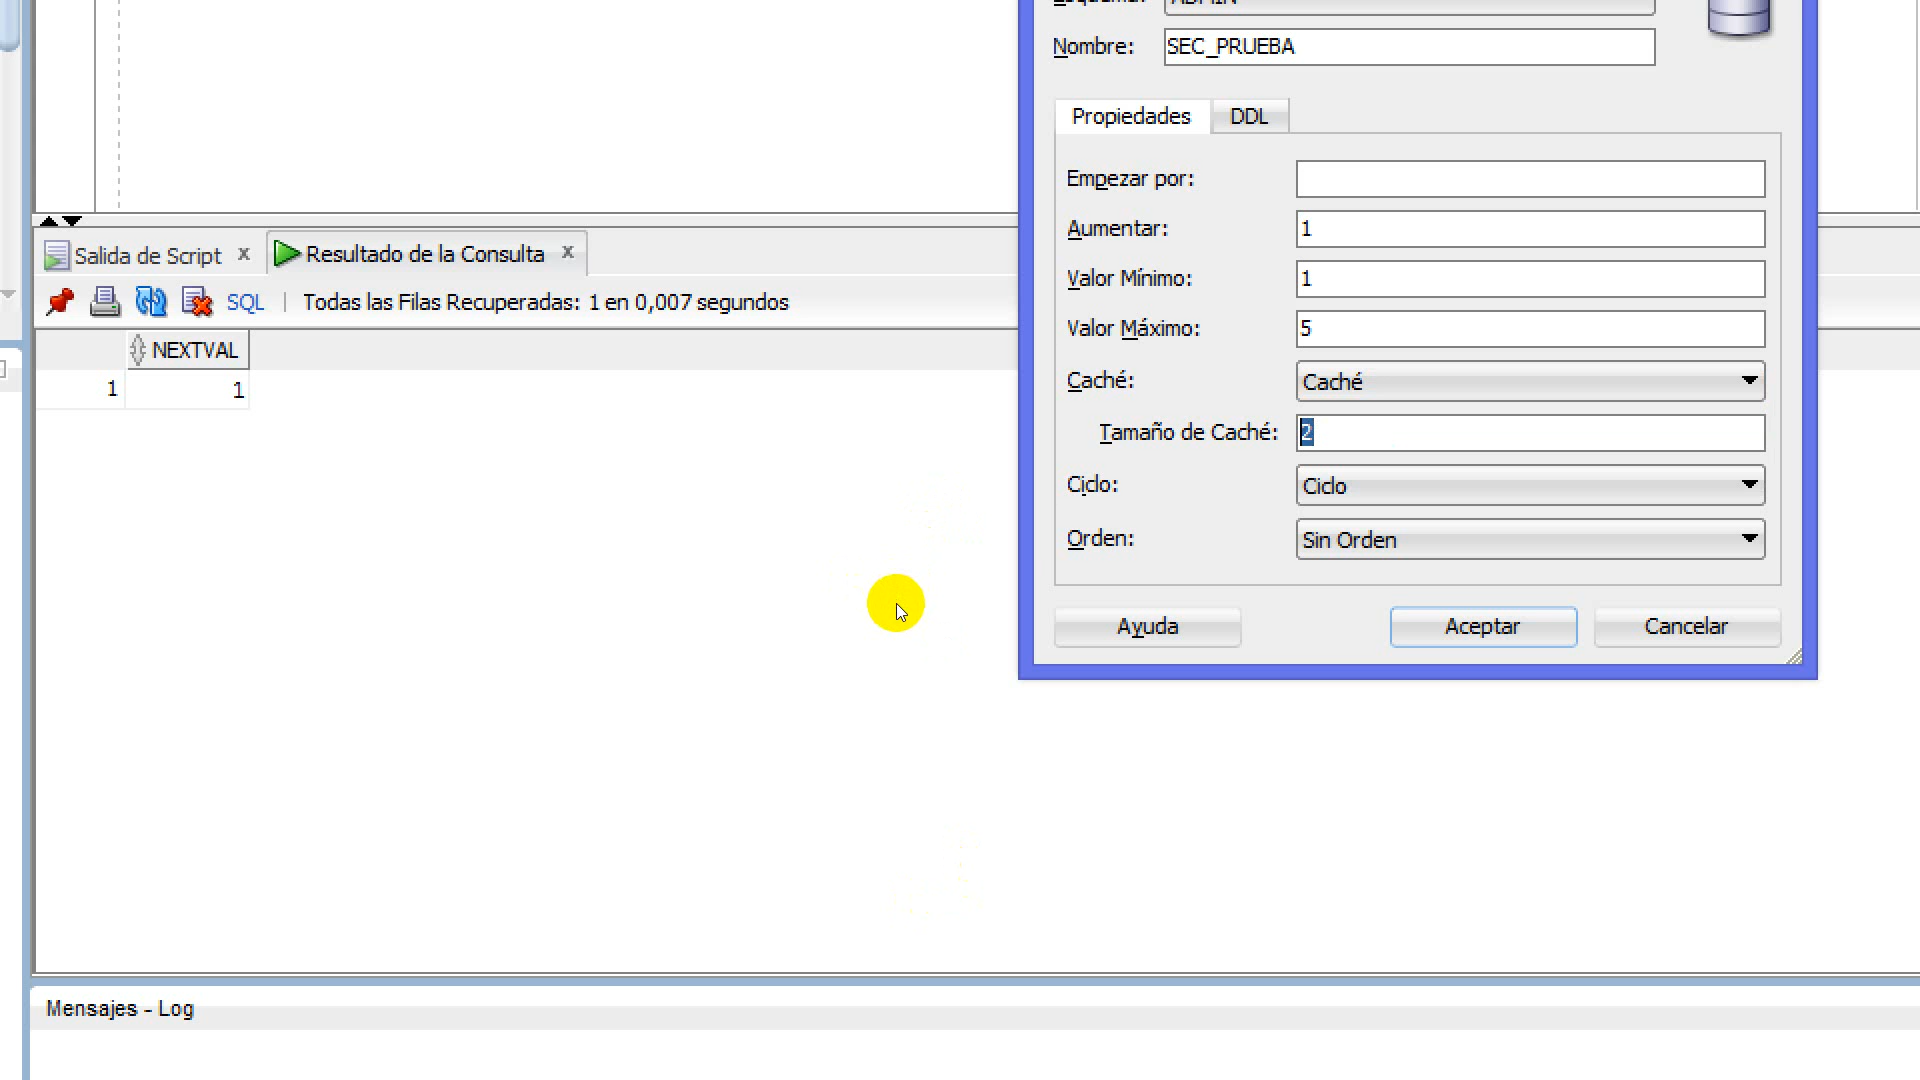 Nombre: SEC_PRUEBA
Propiedades DDL
Empezar por:
Aumentar: 1
Valor Mínimo: 1
Valor Máximo: 5
Caché: Caché
Tamaño de Caché: 2
Ciclo: Ciclo
Orden: Sin Orden
Ayuda Aceptar Cancelar
Salida de Script x Resultado de la Consulta x
SQL | Todas las Filas Recuperadas: 1 en 0,007 segundos
NEXTVAL
1 1
Mensajes - Log